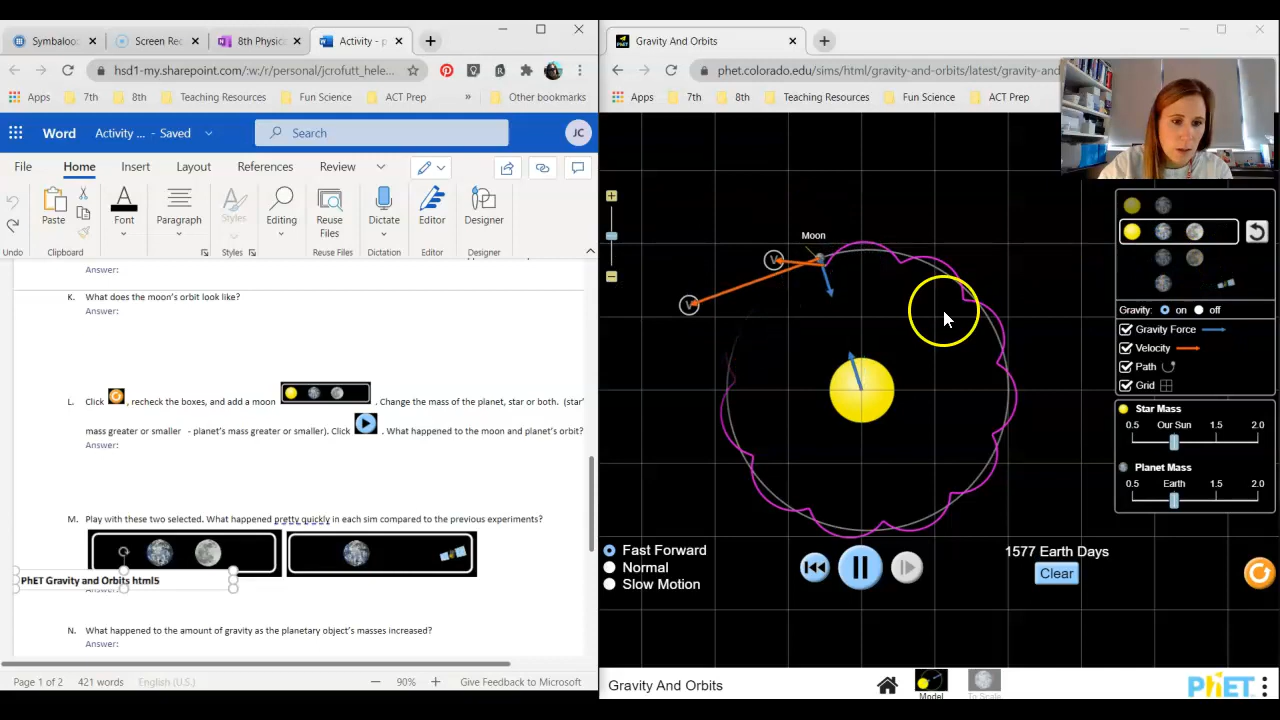 Symbaloo
Screen Rec
8th Physic
Activity - p
Gravity And Orbits
hsd1-my.sharepoint.com/:w:/r/personal/jcrofutt_hele...
phet.colorado.edu/sims/html/gravity-and-orbits/latest/gravity-and
Apps 7th 8th Teaching Resources Fun Science ACT Prep » Other bookmarks
Apps 7th 8th Teaching Resources Fun Science ACT Prep
Word Activity ... - Saved Search JC
File Home Insert Layout References Review
Paste Font Paragraph Styles Editing Reuse Files Dictate Editor Designer
Undo Clipboard Styles Reuse Files Dictation Editor Designer
Answer:
K. What does the moon's orbit look like?
Answer:
L. Click , recheck the boxes, and add a moon . Change the mass of the planet, star or both. (star'
mass greater or smaller - planet's mass greater or smaller). Click . What happened to the moon and planet's orbit?
Answer:
M. Play with these two selected. What happened pretty quickly in each sim compared to the previous experiments?
PhET Gravity and Orbits html5
Answer:
N. What happened to the amount of gravity as the planetary object's masses increased?
Answer:
Page 1 of 2 421 words English (U.S.) 90% Give Feedback to Microsoft
Moon
V
V
Gravity: on off
Gravity Force
Velocity
Path
Grid
Star Mass
0.5 Our Sun 1.5 2.0
Planet Mass
0.5 Earth 1.5 2.0
Fast Forward
Normal
Slow Motion
1577 Earth Days
Clear
Gravity And Orbits
Model
To Scale
PhET